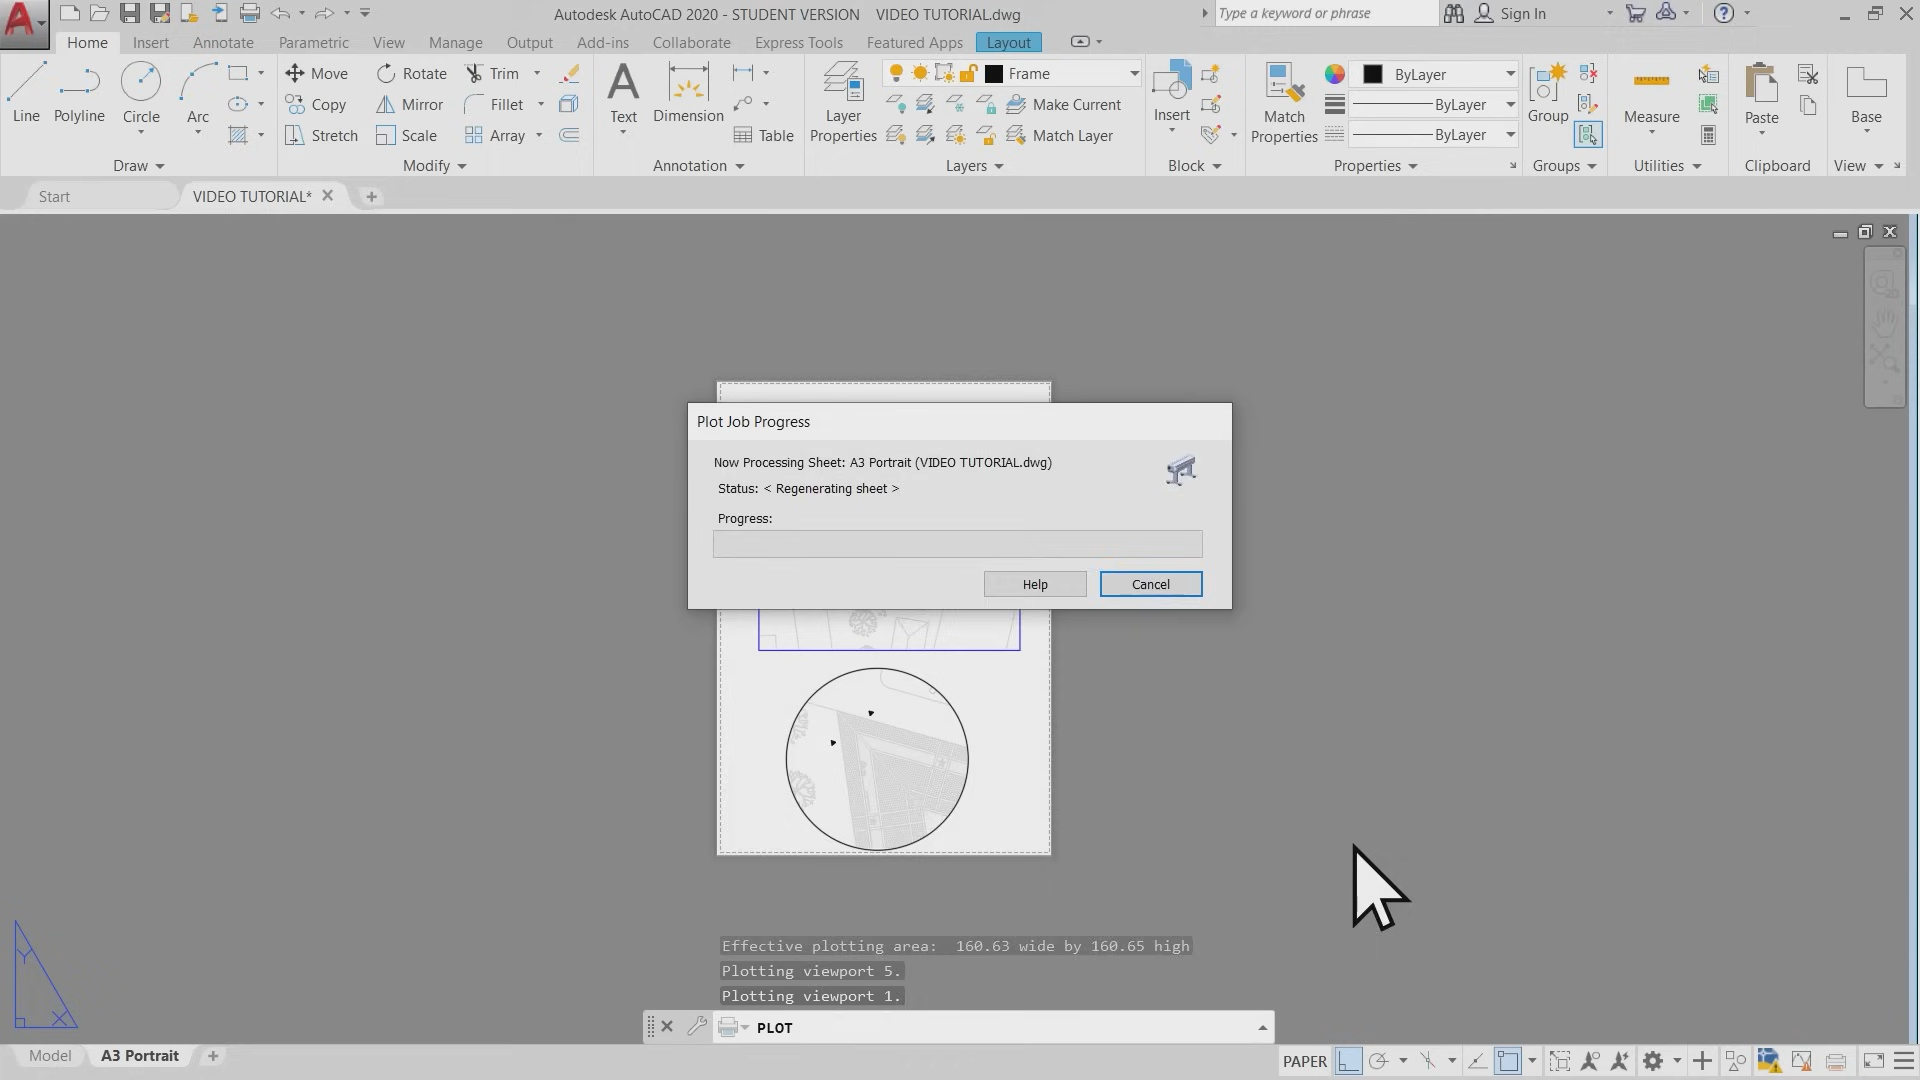 Autodesk AutoCAD 2020 - STUDENT VERSION VIDEO TUTORIAL.dwg
Type a keyword or phrase
Sign In
Home Insert Annotate Parametric View Manage Output Add-ins Collaborate Express Tools Featured Apps Layout
Line Polyline Circle Arc
Move Rotate Trim
Copy Mirror Fillet
Stretch Scale Array
Text Dimension Table
Layer Properties
Frame
Make Current
Match Layer
Insert
Match Properties
ByLayer
ByLayer
ByLayer
Group
Measure
Paste
Base
Draw Modify Annotation Layers Block Properties Groups Utilities Clipboard View
Start VIDEO TUTORIAL*
Plot Job Progress
Now Processing Sheet: A3 Portrait (VIDEO TUTORIAL.dwg)
Status: < Regenerating sheet >
Progress:
Help Cancel
Effective plotting area: 160.63 wide by 160.65 high
Plotting viewport 5.
Plotting viewport 1.
Y
X
PLOT
Model A3 Portrait
PAPER